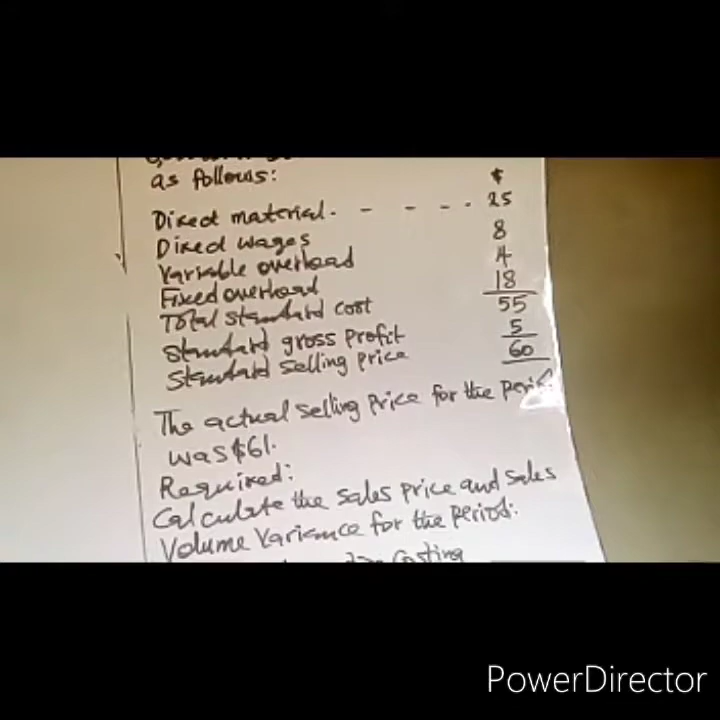 as follows:
$
Direct material. - - - - . 25
Direct wages 8
Variable overhead 4
Fixed overhead 18
Total standard cost 55
Standard gross profit 5
Standard selling price 60
The actual selling price for the
was $61.
Required:
Calculate the sales price and sales
Volume Variance for the period.
Costing
PowerDirector